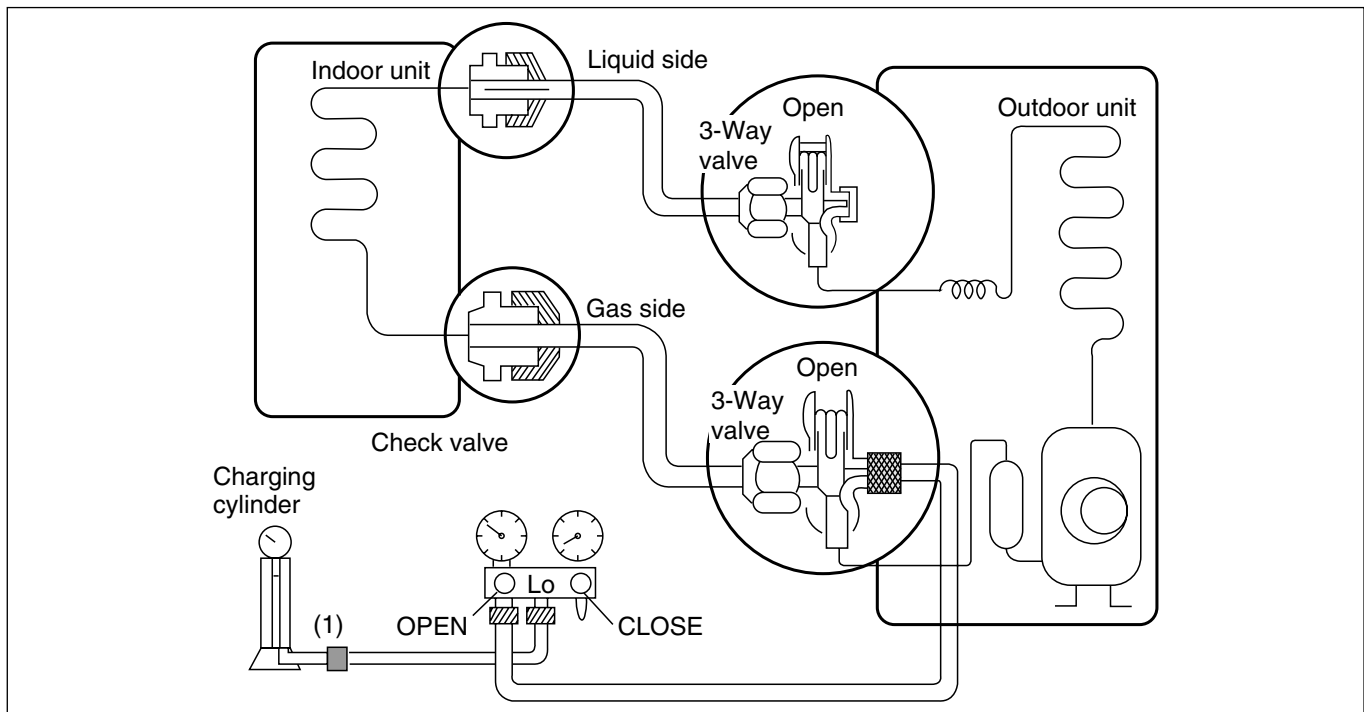 Indoor unit
Liquid side
Open
3-Way
valve
Outdoor unit
Gas side
Open
3-Way
valve
Check valve
Charging
cylinder
Lo
(1)
OPEN
CLOSE